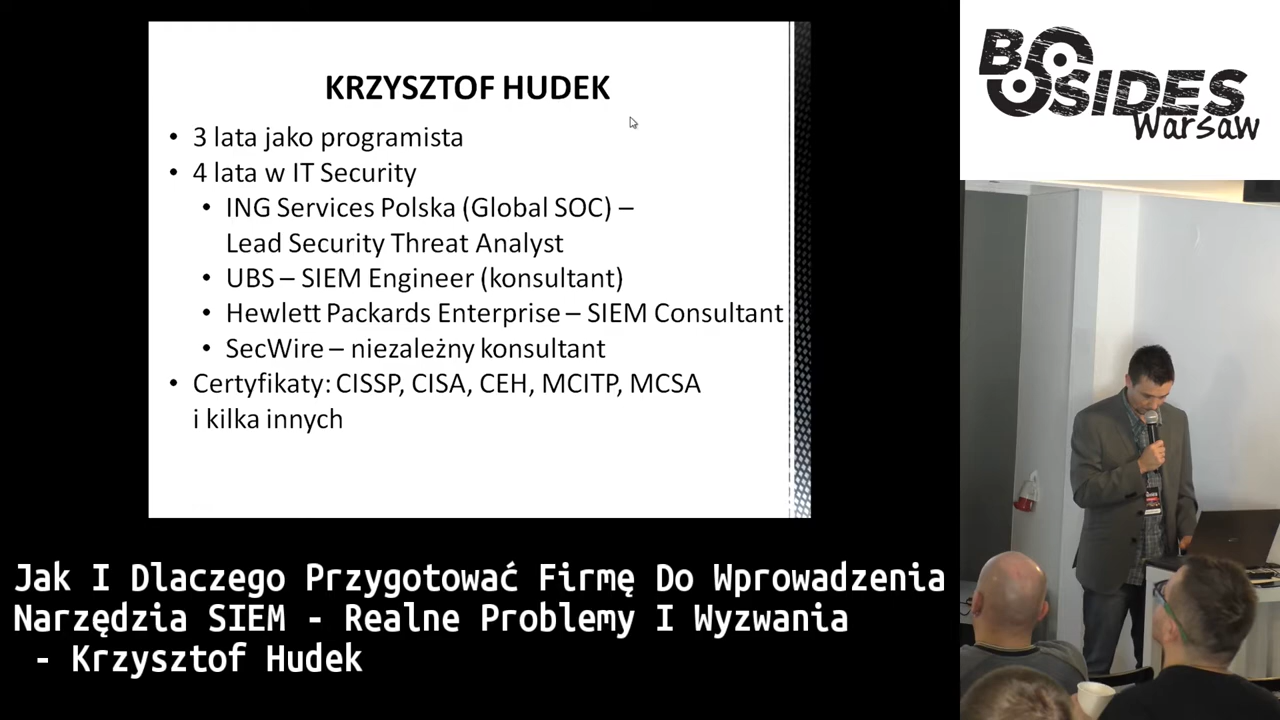 KRZYSZTOF HUDEK
• 3 lata jako programista
• 4 lata w IT Security
• ING Services Polska (Global SOC) –
Lead Security Threat Analyst
• UBS – SIEM Engineer (konsultant)
• Hewlett Packards Enterprise – SIEM Consultant
• SecWire – niezależny konsultant
• Certyfikaty: CISSP, CISA, CEH, MCITP, MCSA
i kilka innych
BSIDES
Warsaw
Jak I Dlaczego Przygotować Firmę Do Wprowadzenia
Narzędzia SIEM - Realne Problemy I Wyzwania
- Krzysztof Hudek